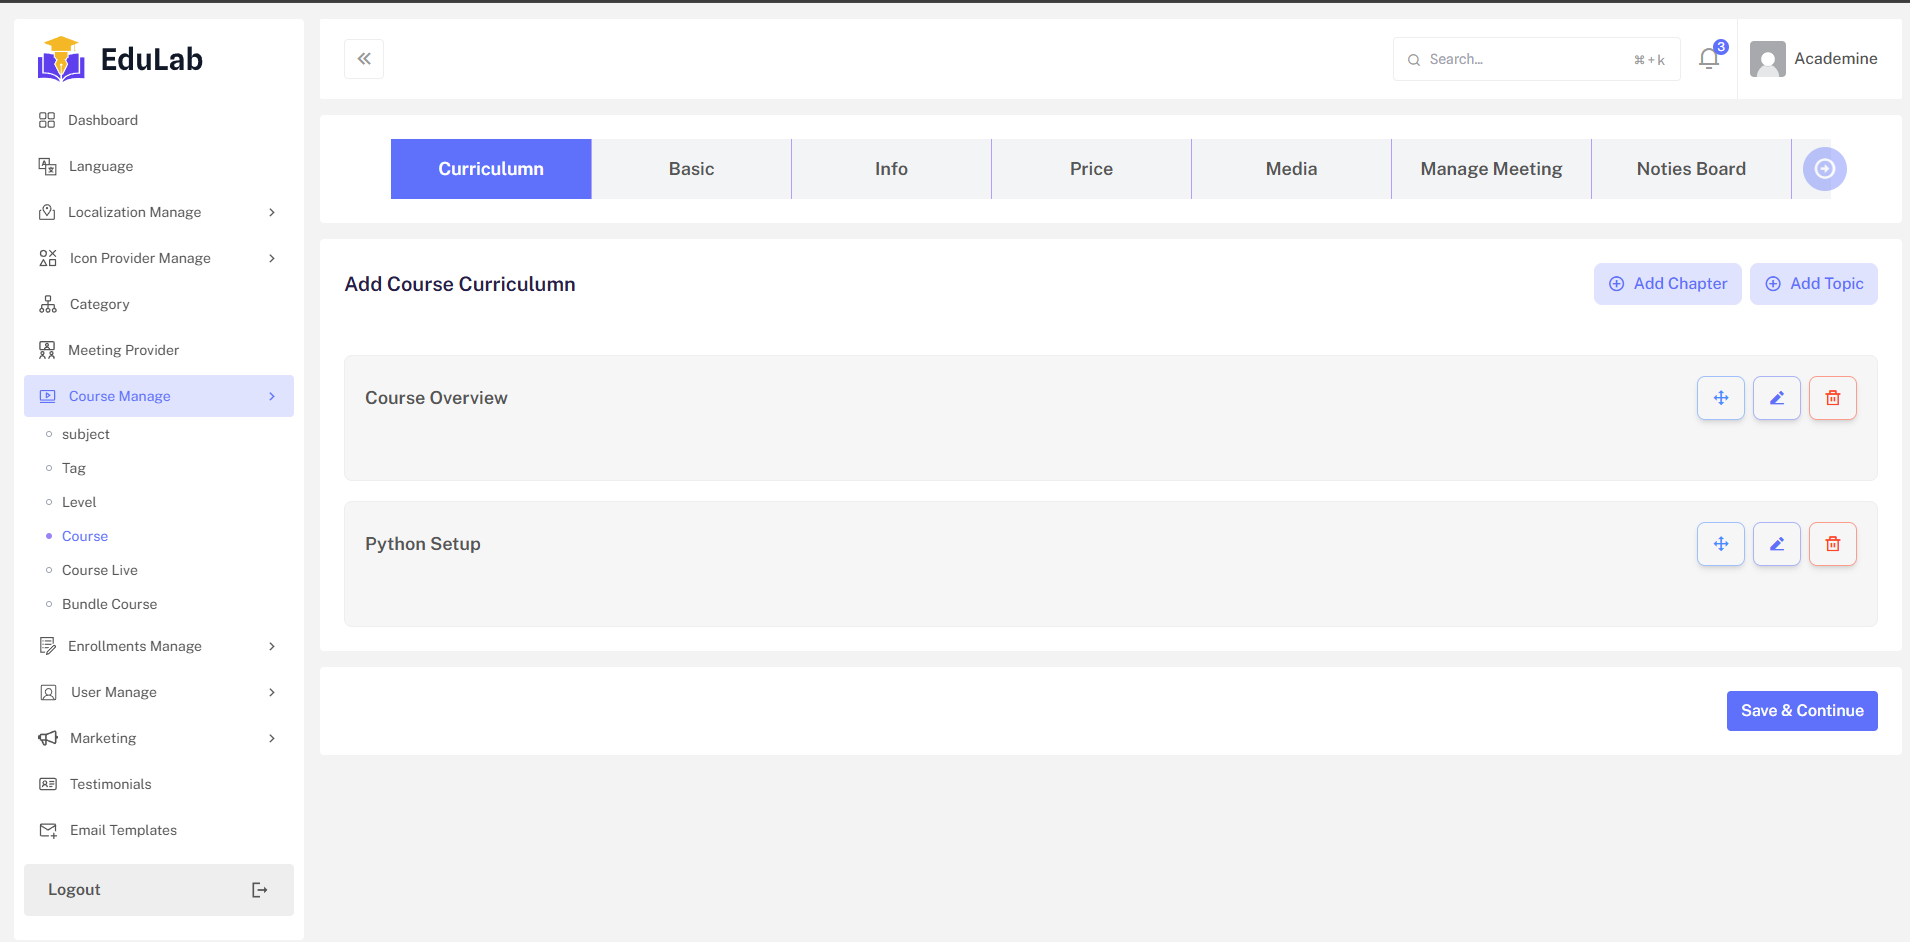 EduLab
Dashboard
Language
Localization Manage
Icon Provider Manage
Category
Meeting Provider
Course Manage
subject
Tag
Level
Course
Course Live
Bundle Course
Enrollments Manage
User Manage
Marketing
Testimonials
Email Templates
Logout
Search...
⌘ + k
3
Academine
Curriculumn
Basic
Info
Price
Media
Manage Meeting
Noties Board
Add Course Curriculumn
Add Chapter
Add Topic
Course Overview
Python Setup
Save & Continue